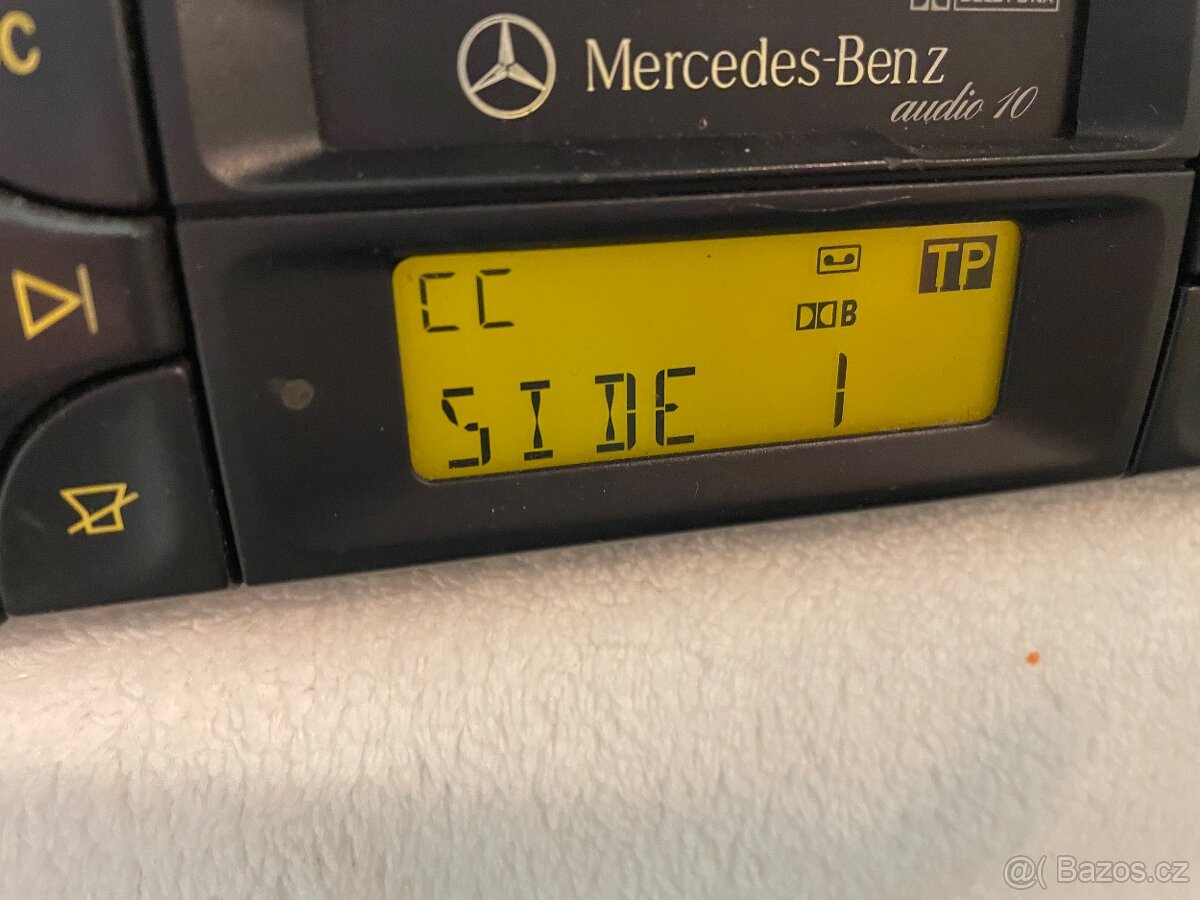 C
Mercedes-Benz
audio 10
CC
TP
B
SIDE 1
@( Bazos.cz